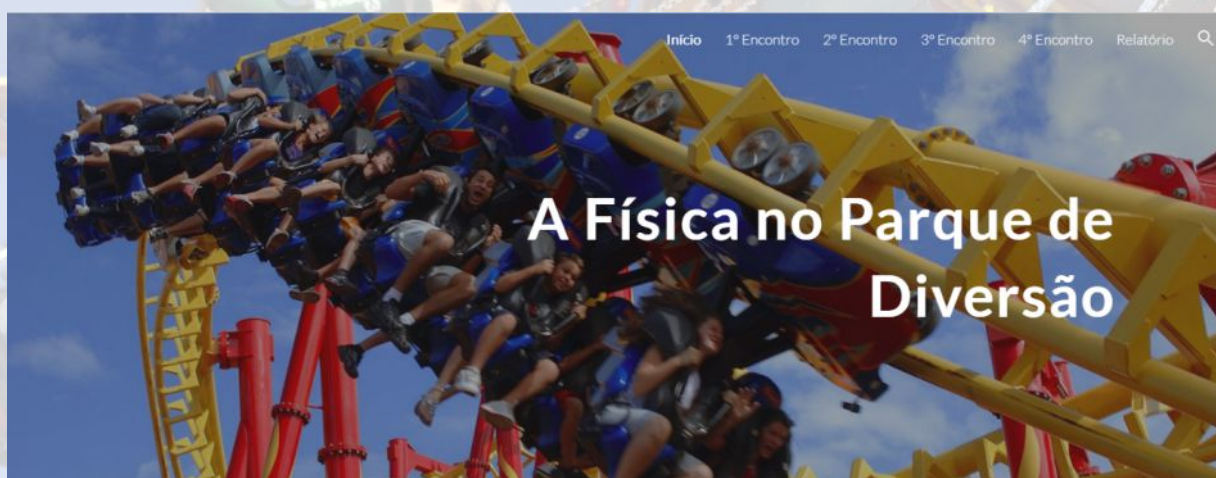 Início 1º Encontro 2º Encontro 3º Encontro 4º Encontro Relatório
A Física no Parque de
Diversão